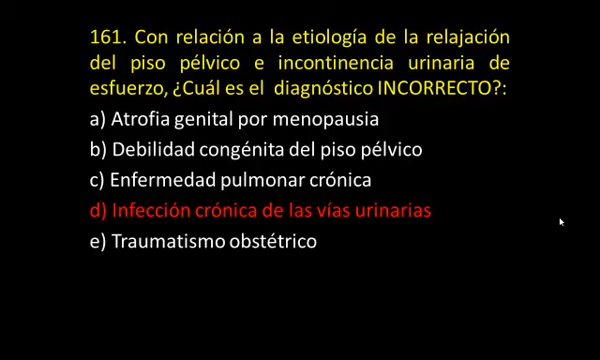 161. Con relación a la etiología de la relajación
del piso pélvico e incontinencia urinaria de
esfuerzo, ¿Cuál es el diagnóstico INCORRECTO?:
a) Atrofia genital por menopausia
b) Debilidad congénita del piso pélvico
c) Enfermedad pulmonar crónica
d) Infección crónica de las vías urinarias
e) Traumatismo obstétrico